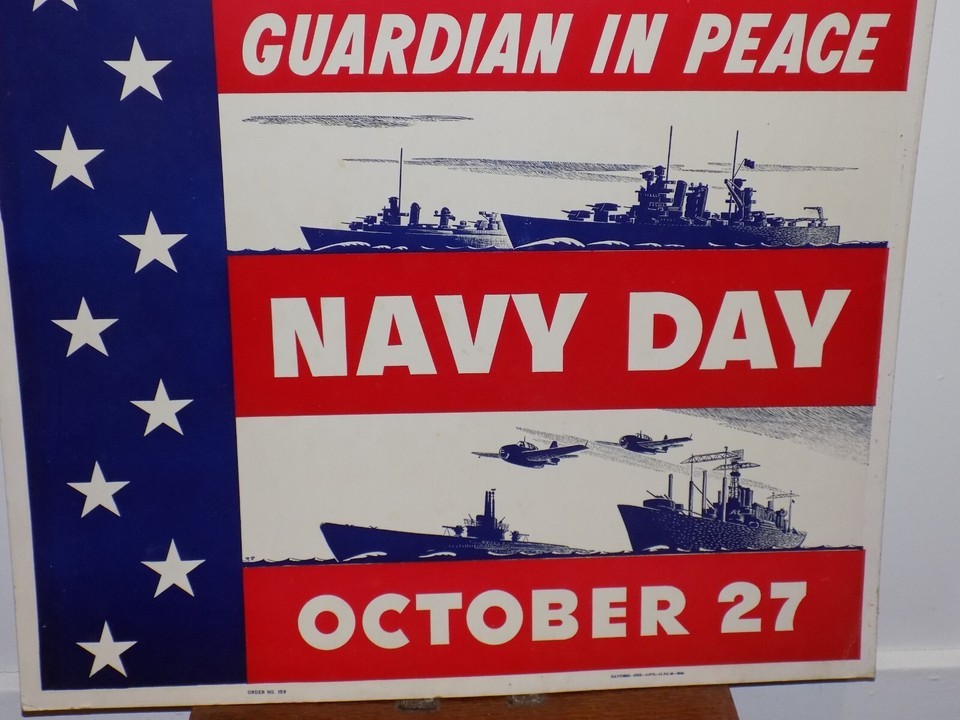 GUARDIAN IN PEACE
NAVY DAY
OCTOBER 27
ORDER NO. 159